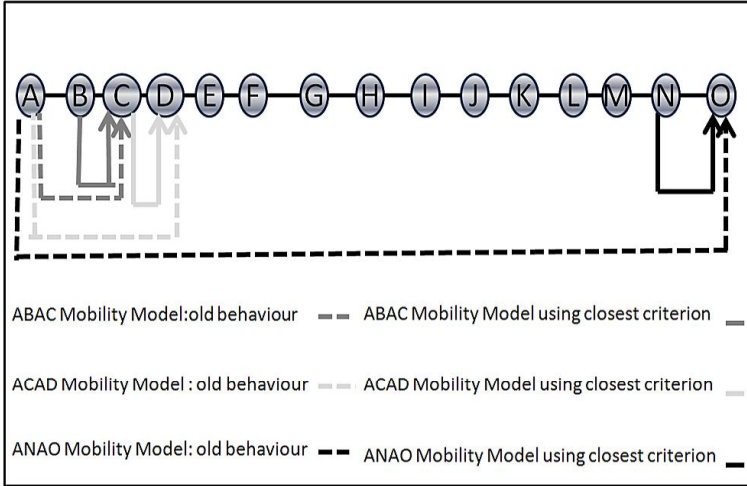 A B C D E F G H I J K L M N O
ABAC Mobility Model:old behaviour ABAC Mobility Model using closest criterion
ACAD Mobility Model : old behaviour ACAD Mobility Model using closest criterion
ANAO Mobility Model: old behaviour ANAO Mobility Model using closest criterion